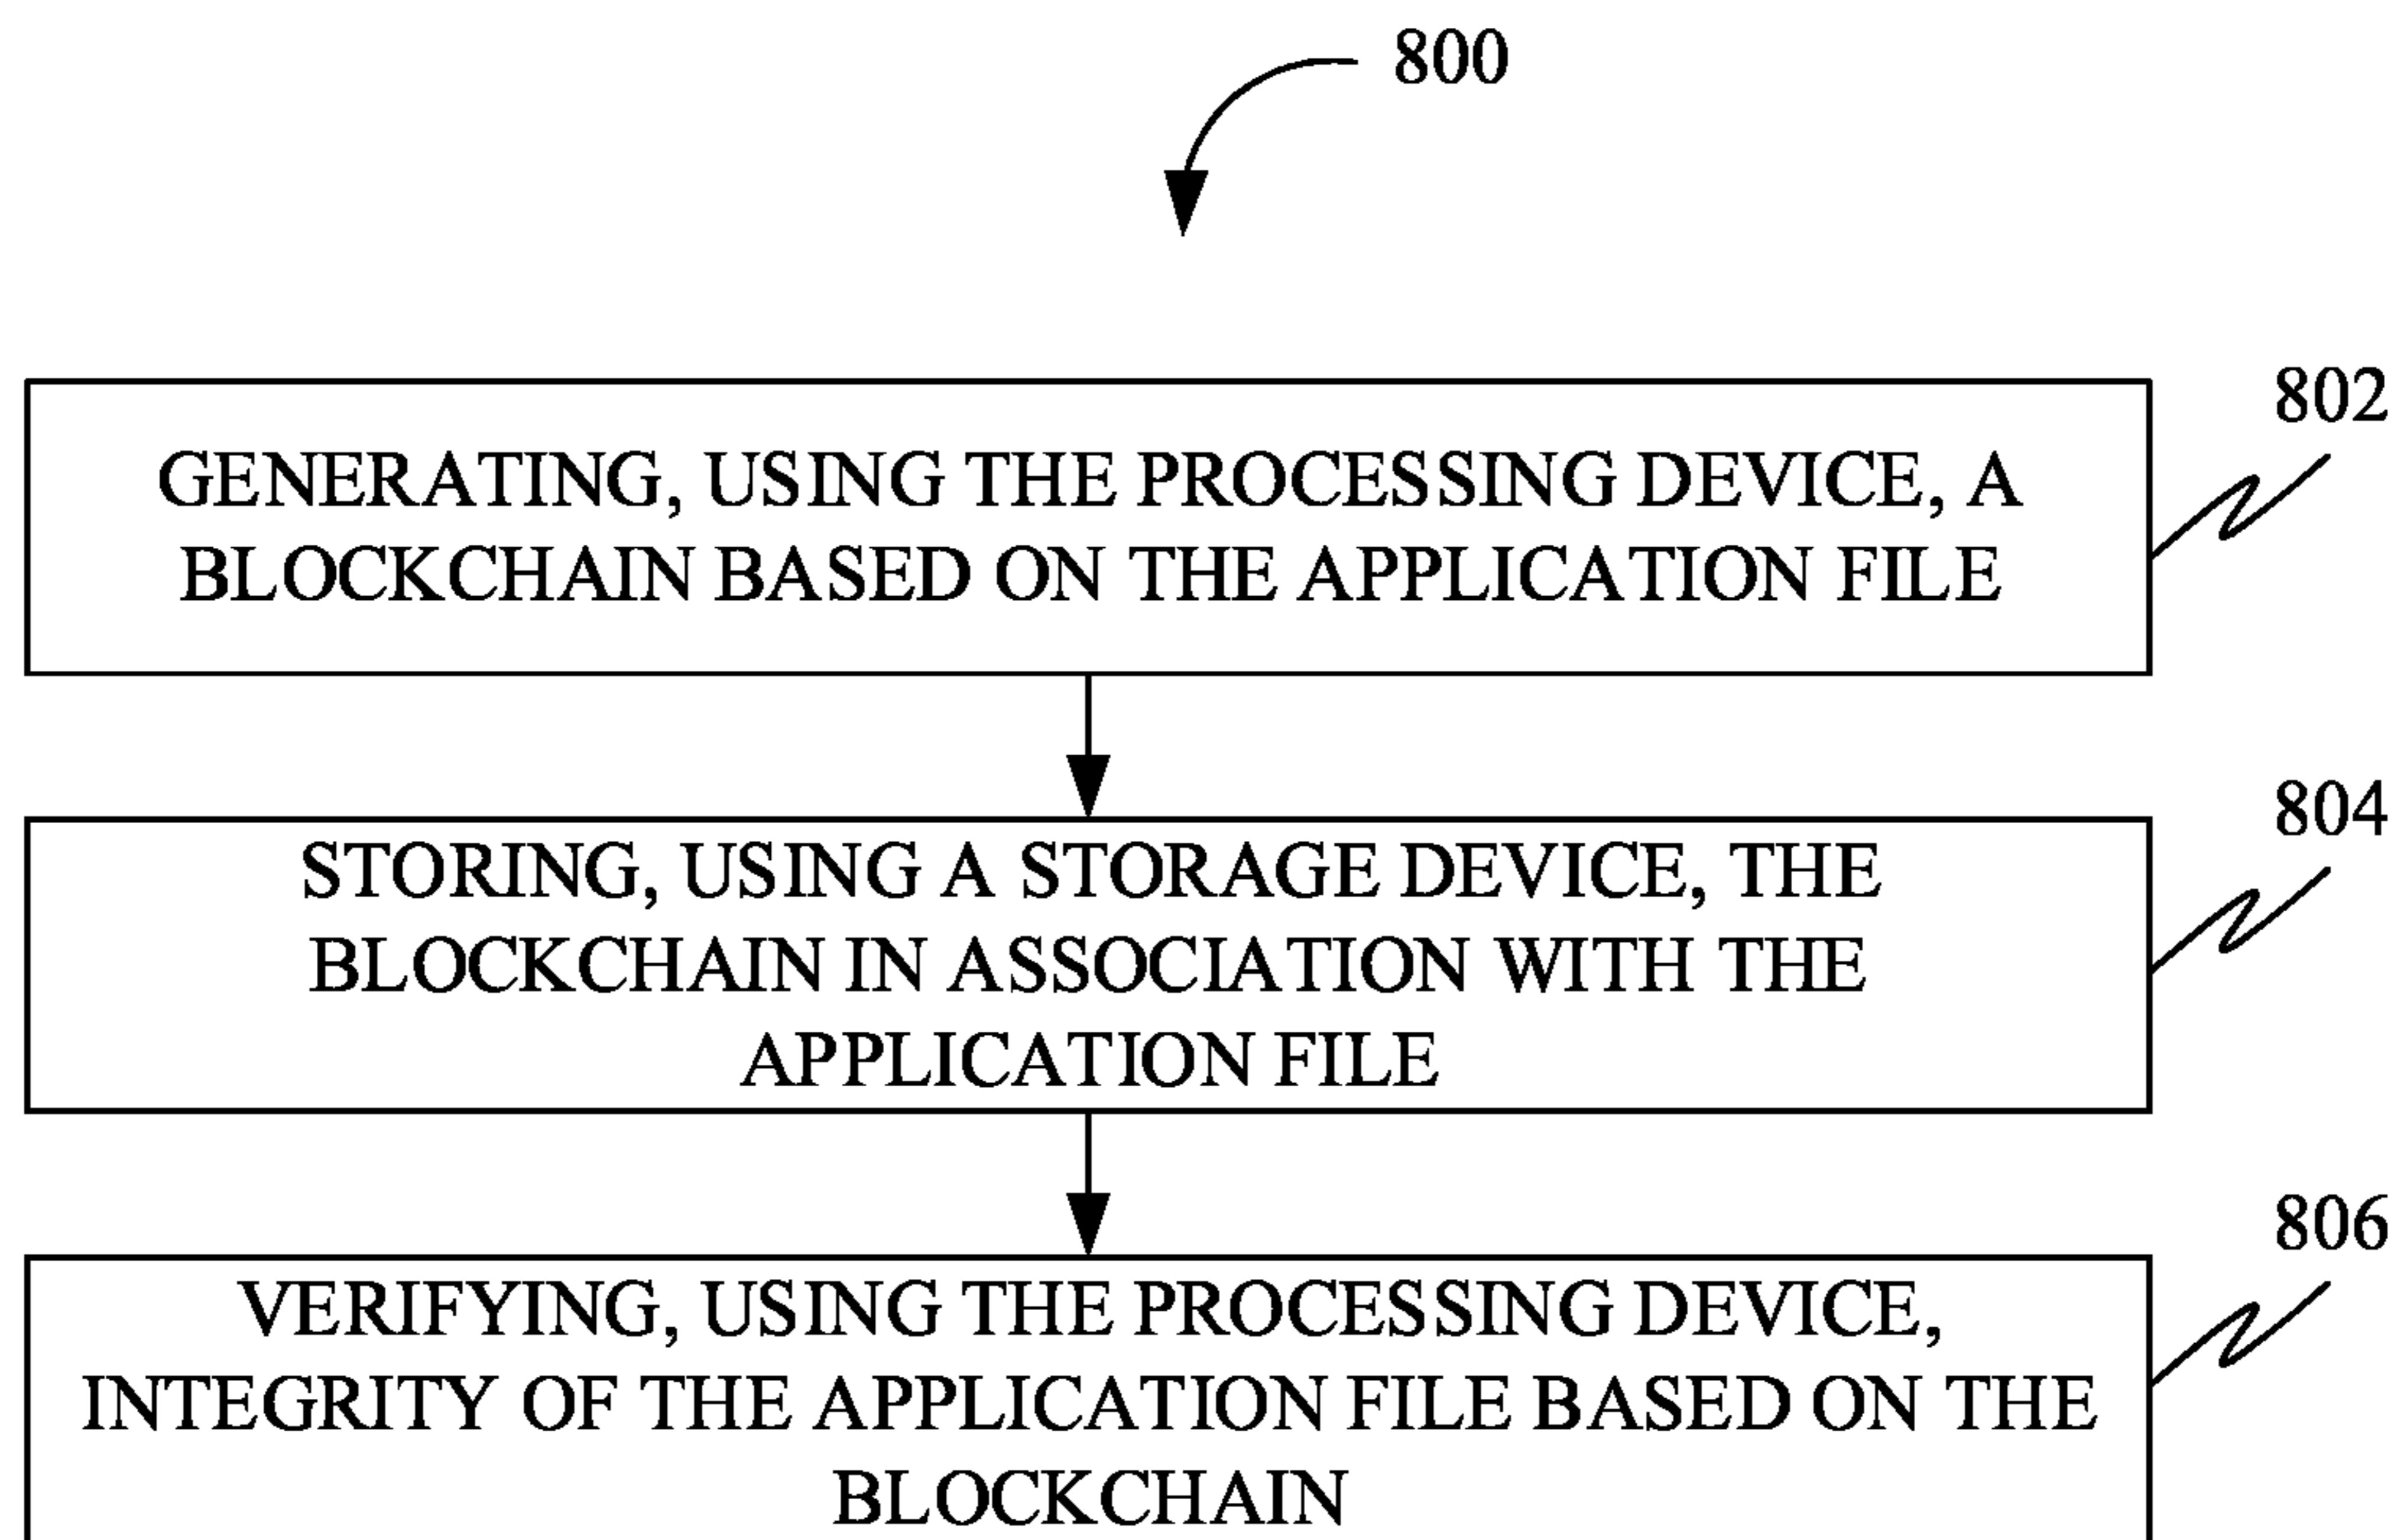 800
802
GENERATING, USING THE PROCESSING DEVICE, A
BLOCKCHAIN BASED ON THE APPLICATION FILE
804
STORING, USING A STORAGE DEVICE, THE
BLOCKCHAIN IN ASSOCIATION WITH THE
APPLICATION FILE
806
VERIFYING, USING THE PROCESSING DEVICE,
INTEGRITY OF THE APPLICATION FILE BASED ON THE
BLOCKCHAIN